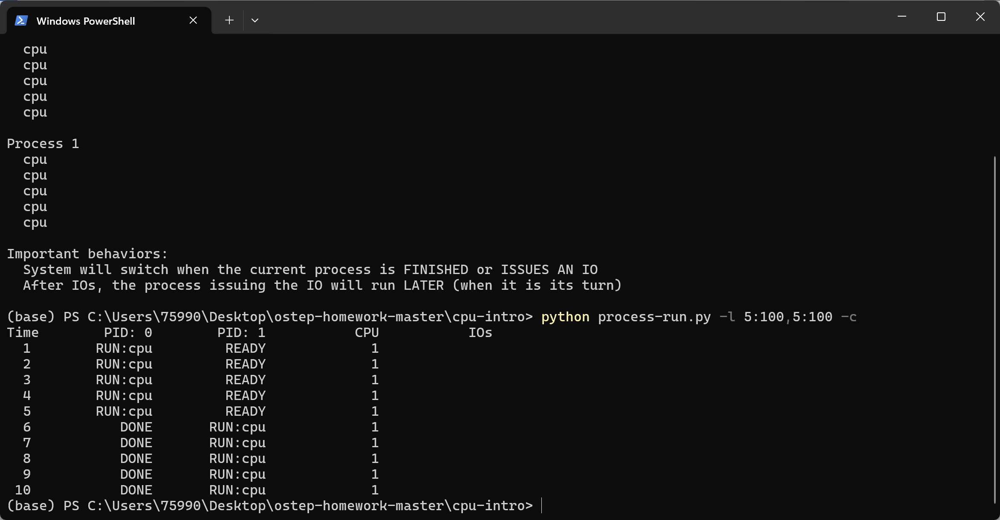 Windows PowerShell
cpu
cpu
cpu
cpu
cpu
Process 1
cpu
cpu
cpu
cpu
cpu
Important behaviors:
System will switch when the current process is FINISHED or ISSUES AN IO
After IOs, the process issuing the IO will run LATER (when it is its turn)
(base) PS C:\Users\75990\Desktop\ostep-homework-master\cpu-intro> python process-run.py -l 5:100,5:100 -c
Time PID: 0 PID: 1 CPU IOs
1 RUN:cpu READY 1
2 RUN:cpu READY 1
3 RUN:cpu READY 1
4 RUN:cpu READY 1
5 RUN:cpu READY 1
6 DONE RUN:cpu 1
7 DONE RUN:cpu 1
8 DONE RUN:cpu 1
9 DONE RUN:cpu 1
10 DONE RUN:cpu 1
(base) PS C:\Users\75990\Desktop\ostep-homework-master\cpu-intro>